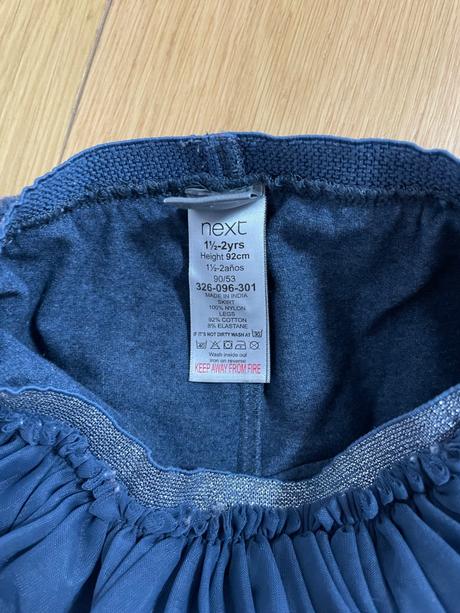 next
1½-2yrs
Height 92cm
1½-2años
90/53
326-096-301
MADE IN INDIA
SKIRT
100% NYLON
LEGS
92% COTTON
8% ELASTANE
IF IT'S NOT DIRTY WASH AT 30
40
Wash inside out
iron on reverse
KEEP AWAY FROM FIRE